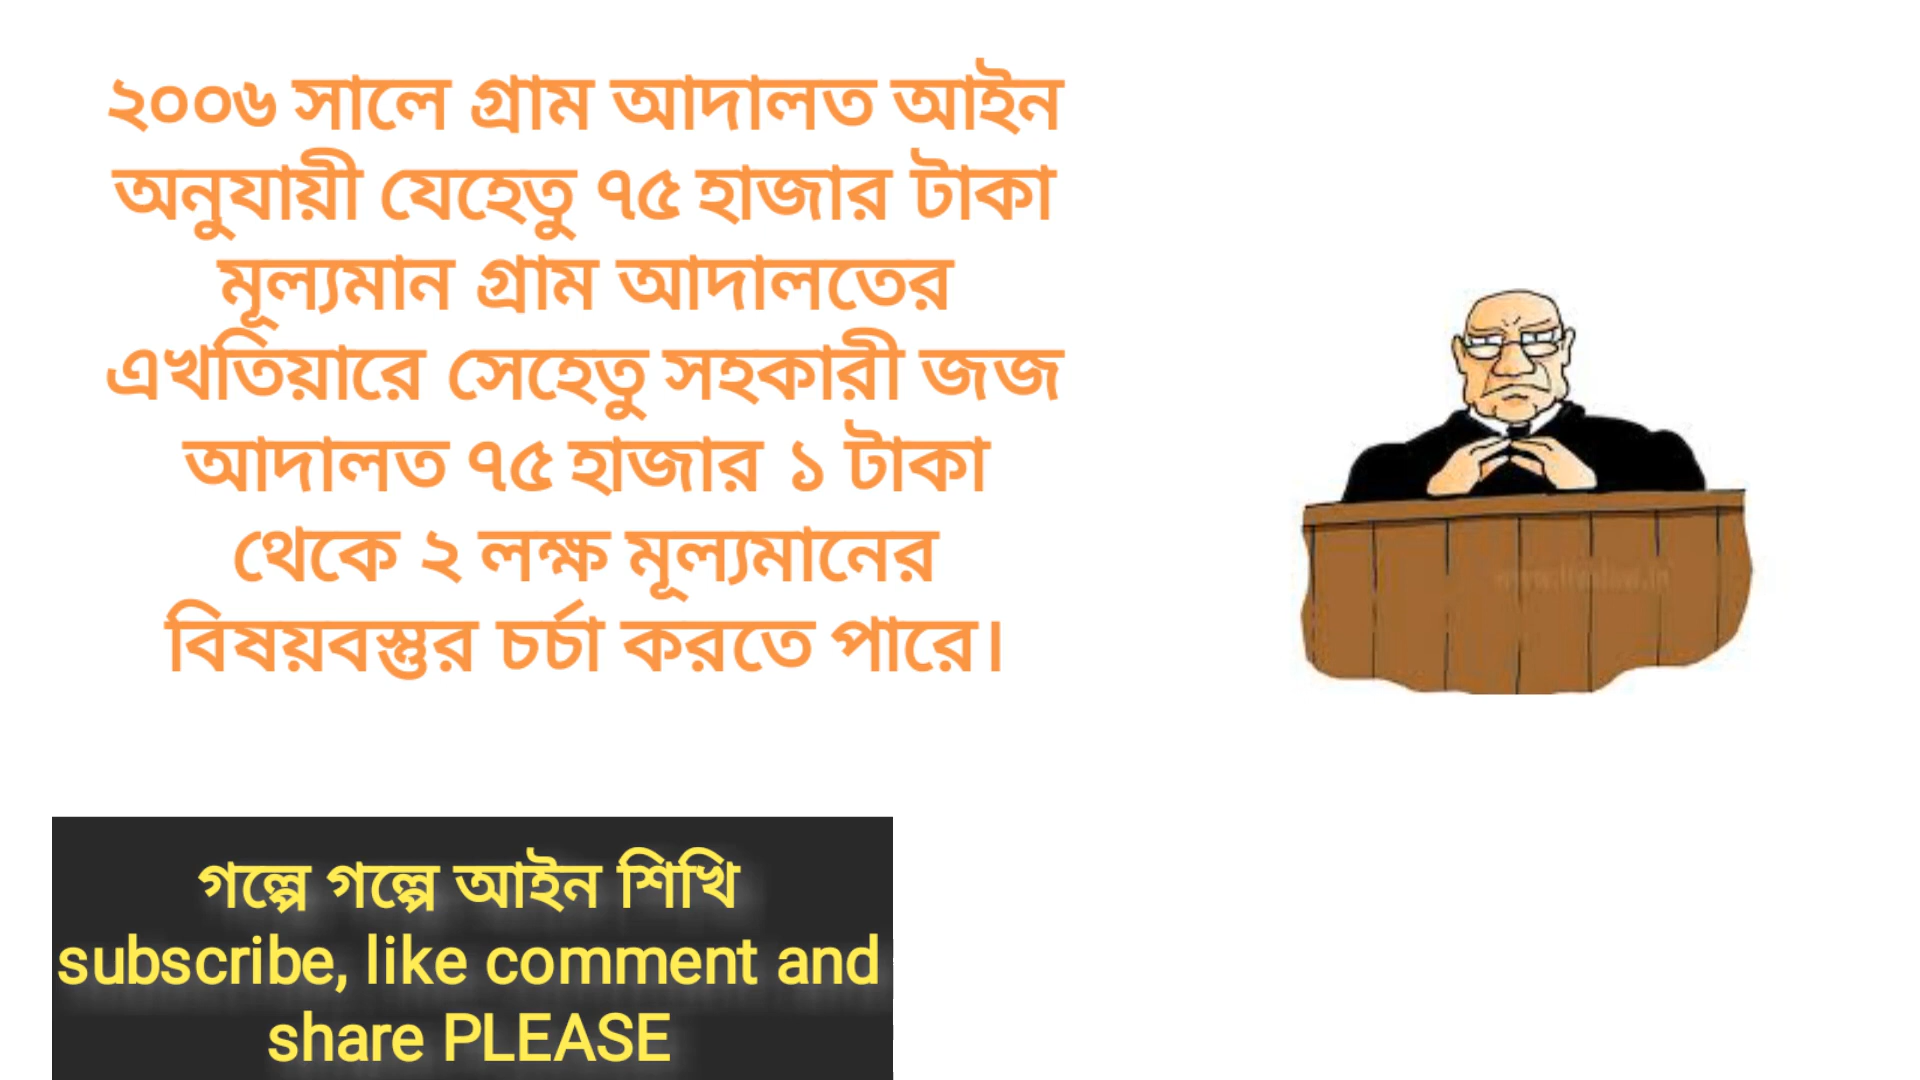 ২০০৬ সালে গ্রাম আদালত আইন
অনুযায়ী যেহেতু ৭৫ হাজার টাকা
মূল্যমান গ্রাম আদালতের
এখতিয়ারে সেহেতু সহকারী জজ
আদালত ৭৫ হাজার ১ টাকা
থেকে ২ লক্ষ মূল্যমানের
বিষয়বস্তুর চর্চা করতে পারে।
গল্পে গল্পে আইন শিখি
subscribe, like comment and
share PLEASE